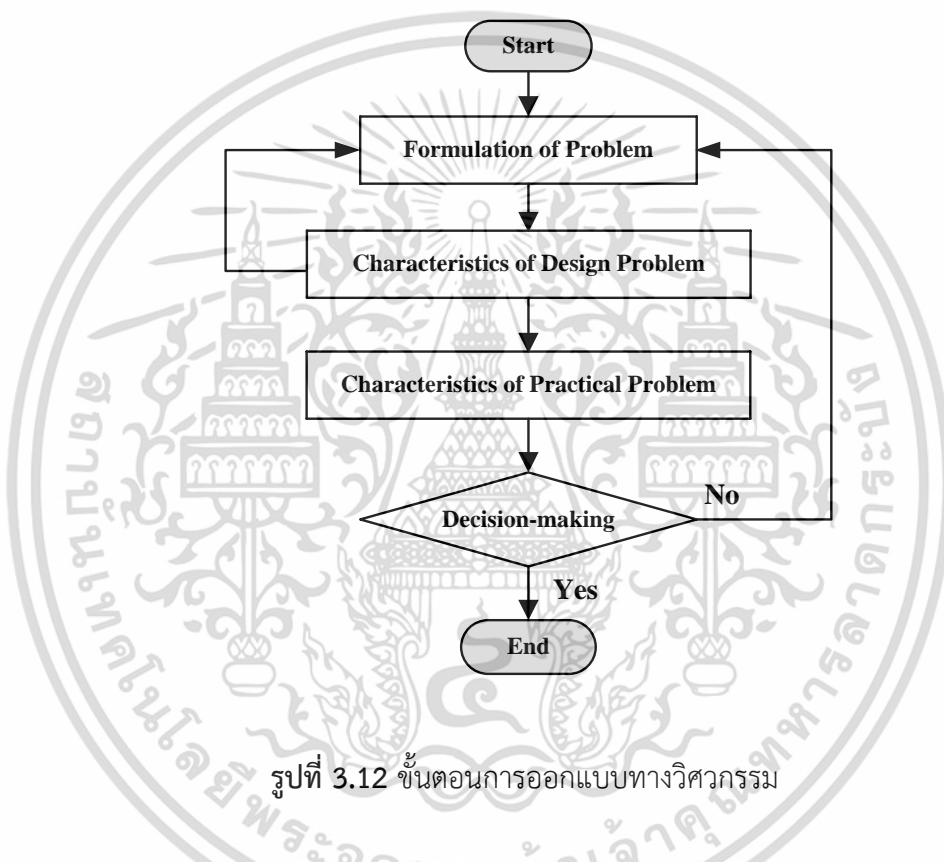 Start
Formulation of Problem
Characteristics of Design Problem
Characteristics of Practical Problem
Decision-making
No
Yes
End
รูปที่ 3.12 ขั้นตอนการออกแบบทางวิศวกรรม